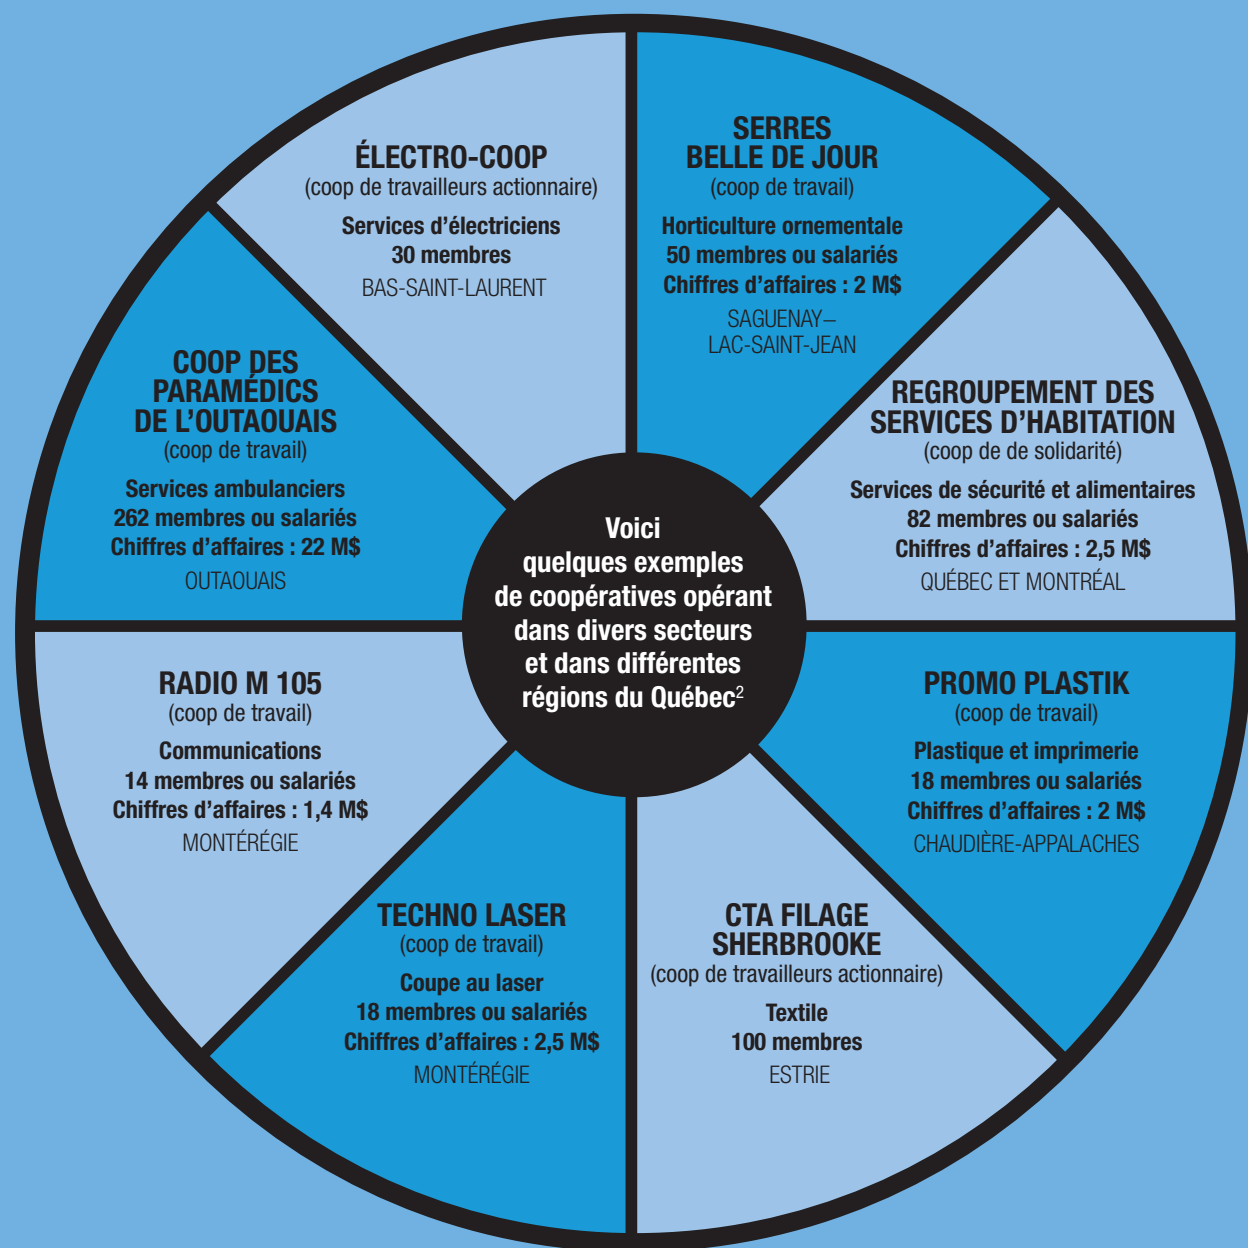 ÉLECTRO-COOP
(coop de travailleurs actionnaire)
Services d'électriciens
30 membres
BAS-SAINT-LAURENT
SERRES
BELLE DE JOUR
(coop de travail)
Horticulture ornementale
50 membres ou salariés
Chiffres d'affaires : 2 M$
SAGUENAY–
LAC-SAINT-JEAN
REGROUPEMENT DES
SERVICES D'HABITATION
(coop de de solidarité)
Services de sécurité et alimentaires
82 membres ou salariés
Chiffres d'affaires : 2,5 M$
QUÉBEC ET MONTRÉAL
COOP DES
PARAMÉDICS
DE L'OUTAOUAIS
(coop de travail)
Services ambulanciers
262 membres ou salariés
Chiffres d'affaires : 22 M$
OUTAOUAIS
Voici
quelques exemples
de coopératives opérant
dans divers secteurs
et dans différentes
régions du Québec²
RADIO M 105
(coop de travail)
Communications
14 membres ou salariés
Chiffres d'affaires : 1,4 M$
MONTÉRÉGIE
PROMO PLASTIK
(coop de travail)
Plastique et imprimerie
18 membres ou salariés
Chiffres d'affaires : 2 M$
CHAUDIÈRE-APPALACHES
TECHNO LASER
(coop de travail)
Coupe au laser
18 membres ou salariés
Chiffres d'affaires : 2,5 M$
MONTÉRÉGIE
CTA FILAGE
SHERBROOKE
(coop de travailleurs actionnaire)
Textile
100 membres
ESTRIE